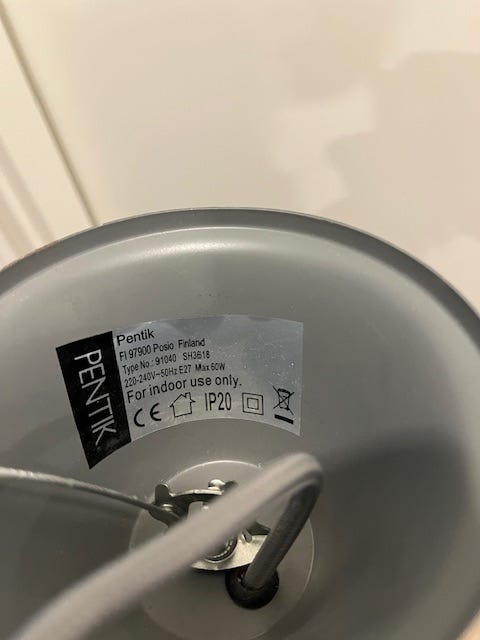 PENTIK
Pentik
FI 97900 Posio Finland
Type No.: 91040 SH3618
220-240V~50Hz E27 Max 60W
For indoor use only.
CE IP20